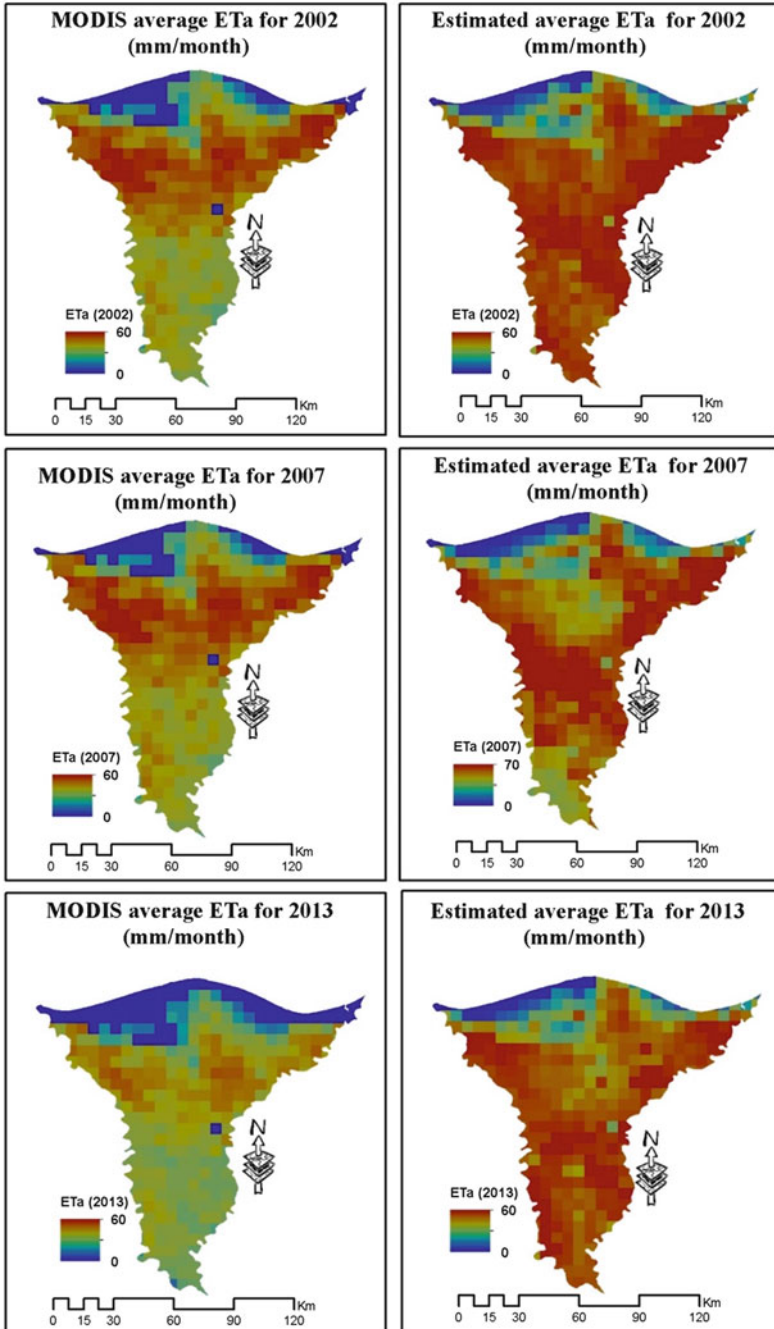 MODIS average ETa for 2002
(mm/month)
N
ETa (2002)
60
0
Km
0 15 30 60 90 120
Estimated average ETa for 2002
(mm/month)
N
ETa (2002)
60
0
Km
0 15 30 60 90 120
MODIS average ETa for 2007
(mm/month)
N
ETa (2007)
60
0
Km
0 15 30 60 90 120
Estimated average ETa for 2007
(mm/month)
N
ETa (2007)
70
0
Km
0 15 30 60 90 120
MODIS average ETa for 2013
(mm/month)
N
ETa (2013)
60
0
Km
0 15 30 60 90 120
Estimated average ETa for 2013
(mm/month)
N
ETa (2013)
60
0
Km
0 15 30 60 90 120